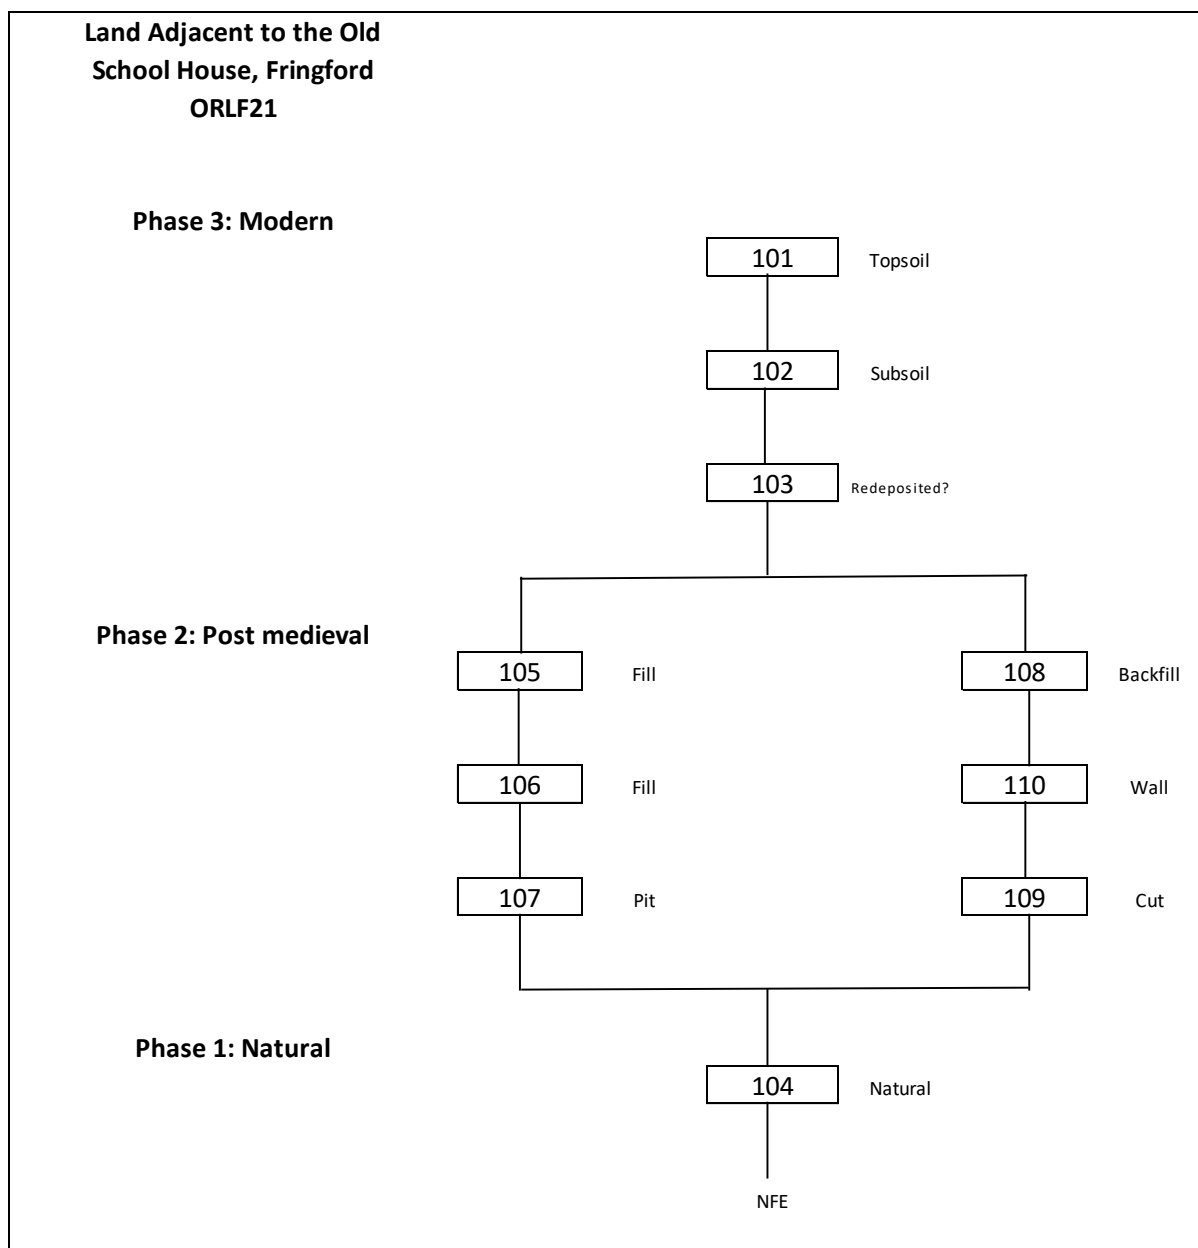 Land Adjacent to the Old
School House, Fringford
ORLF21
Phase 3: Modern
101 Topsoil
102 Subsoil
103 Redeposited?
Phase 2: Post medieval
105 Fill 108 Backfill
106 Fill 110 Wall
107 Pit 109 Cut
Phase 1: Natural
104 Natural
NFE